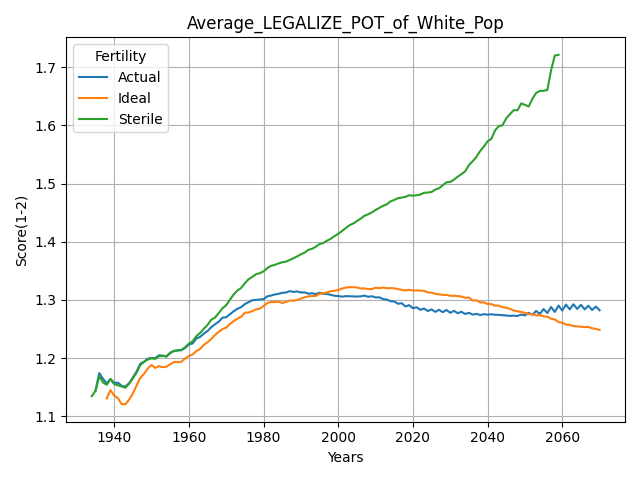 Average_LEGALIZE_POT_of_White_Pop
Fertility
Actual
Ideal
Sterile
Score(1-2)
1.7
1.6
1.5
1.4
1.3
1.2
1.1
1940 1960 1980 2000 2020 2040 2060
Years